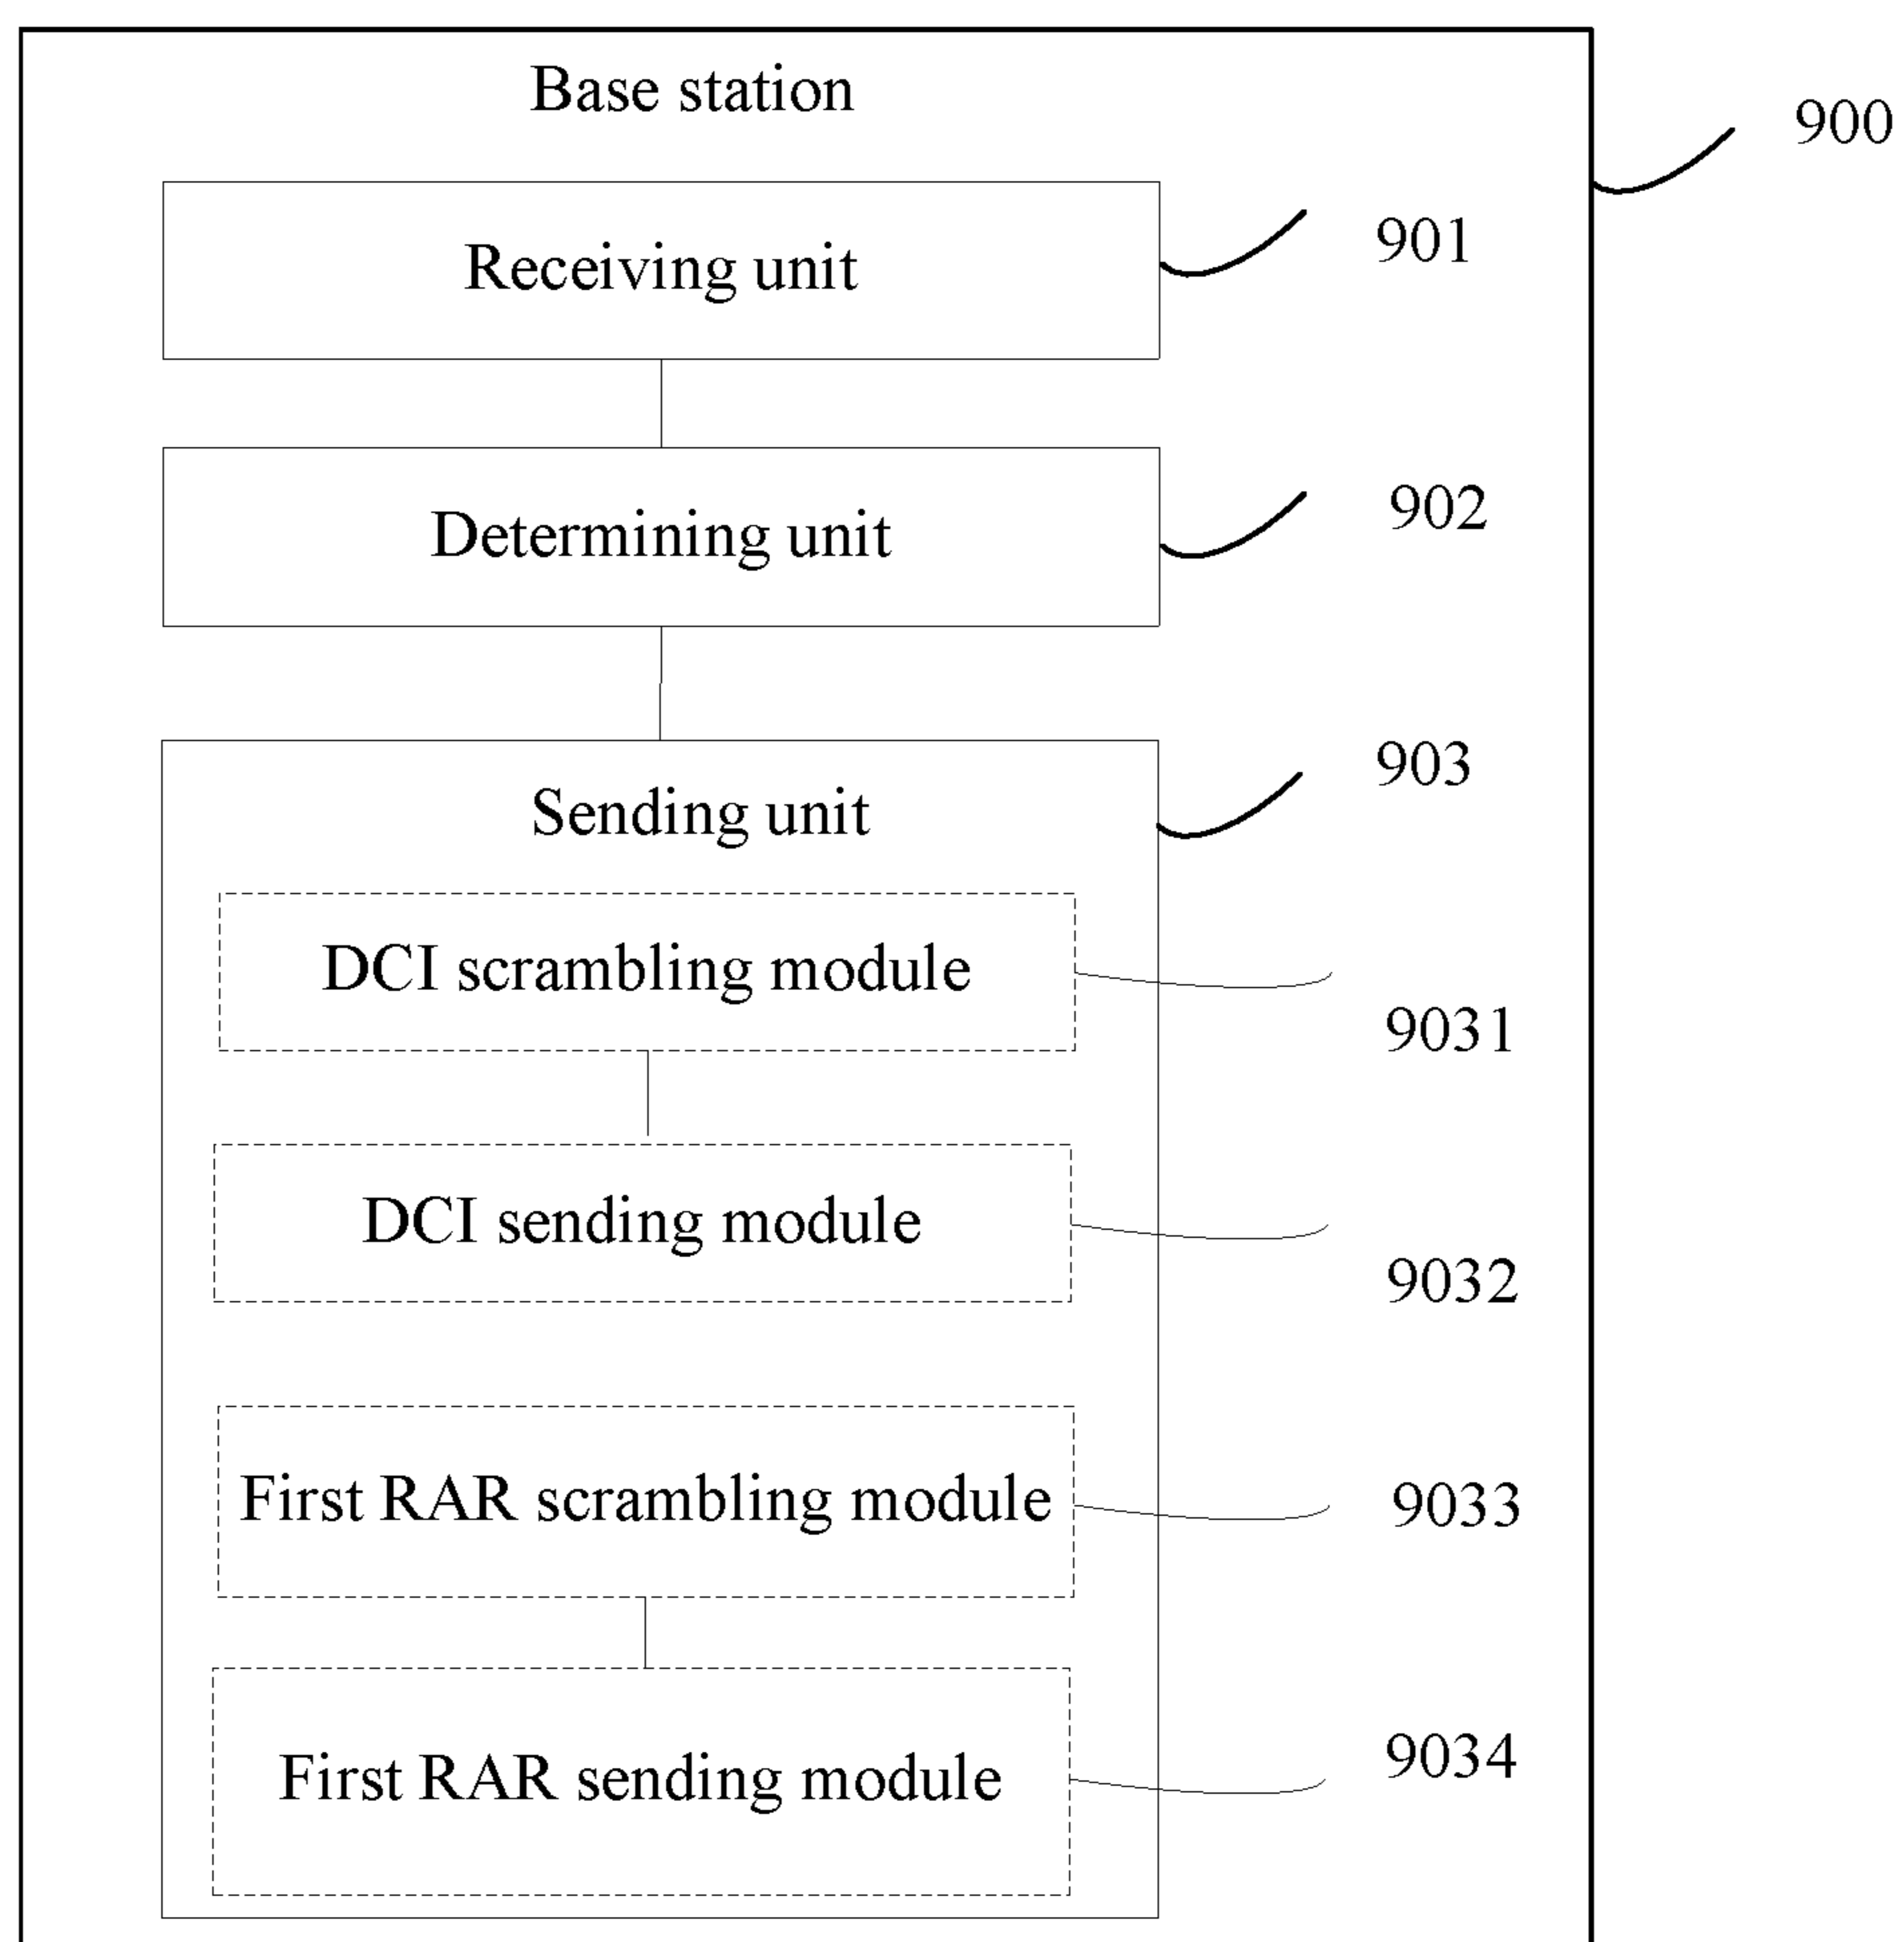 Base station
900
Receiving unit
901
Determining unit
902
Sending unit
903
DCI scrambling module
9031
DCI sending module
9032
First RAR scrambling module
9033
First RAR sending module
9034